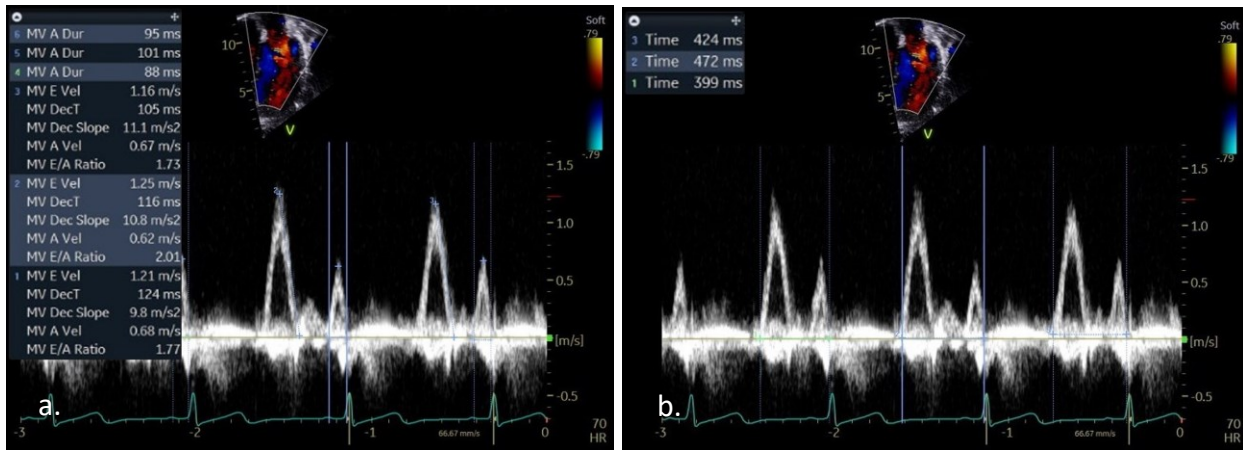 6 MV A Dur 95 ms
5 MV A Dur 101 ms
4 MV A Dur 88 ms
3 MV E Vel 1.16 m/s
MV DecT 105 ms
MV Dec Slope 11.1 m/s2
MV A Vel 0.67 m/s
MV E/A Ratio 1.73
2 MV E Vel 1.25 m/s
MV DecT 116 ms
MV Dec Slope 10.8 m/s2
MV A Vel 0.62 m/s
MV E/A Ratio 2.01
1 MV E Vel 1.21 m/s
MV DecT 124 ms
MV Dec Slope 9.8 m/s2
MV A Vel 0.68 m/s
MV E/A Ratio 1.77
10
5
V
Soft
.79
-.79
1.5
1.0
0.5
[m/s]
-0.5
a.
-3 -2 -1 0
66.67 mm/s
70
HR
3 Time 424 ms
2 Time 472 ms
1 Time 399 ms
10
5
V
Soft
.79
-.79
1.5
1.0
0.5
[m/s]
-0.5
b.
-3 -2 -1 0
66.67 mm/s
70
HR